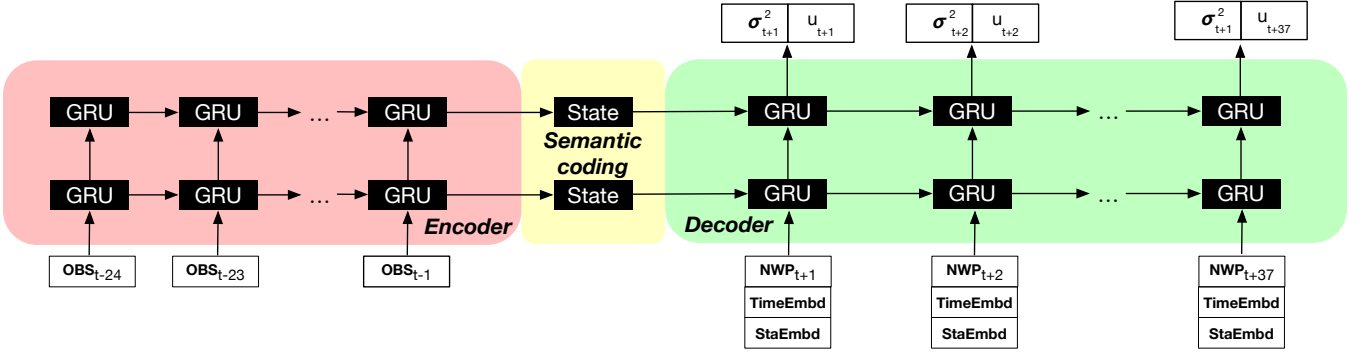 σ²t+1 ut+1 σ²t+2 ut+2 σ²t+1 ut+37
GRU GRU ... GRU State GRU GRU ... GRU
Semantic
coding
GRU GRU ... GRU State GRU GRU ... GRU
Encoder Decoder
OBSt-24 OBSt-23 OBSt-1 NWPt+1 NWPt+2 NWPt+37
TimeEmbd TimeEmbd TimeEmbd
StaEmbd StaEmbd StaEmbd